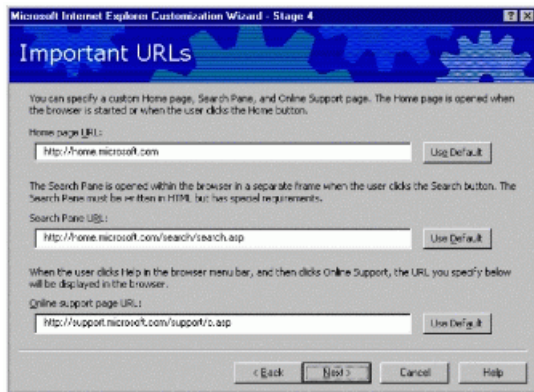 Microsoft Internet Explorer Customization Wizard - Stage 4
Important URLs
You can specify a custom Home page, Search Pane, and Online Support page. The Home page is opened when
the browser is started or when the user clicks the Home button.
Home page URL:
http://home.microsoft.com
Use Default
The Search Pane is opened within the browser in a separate frame when the user clicks the Search button. The
Search Pane must be written in HTML but has special requirements.
Search Pane URL:
http://home.microsoft.com/search/search.asp
Use Default
When the user clicks Help in the browser menu bar, and then clicks Online Support, the URL you specify below
will be displayed in the browser.
Online support page URL:
http://support.microsoft.com/support/c.asp
Use Default
< Back Next > Cancel Help